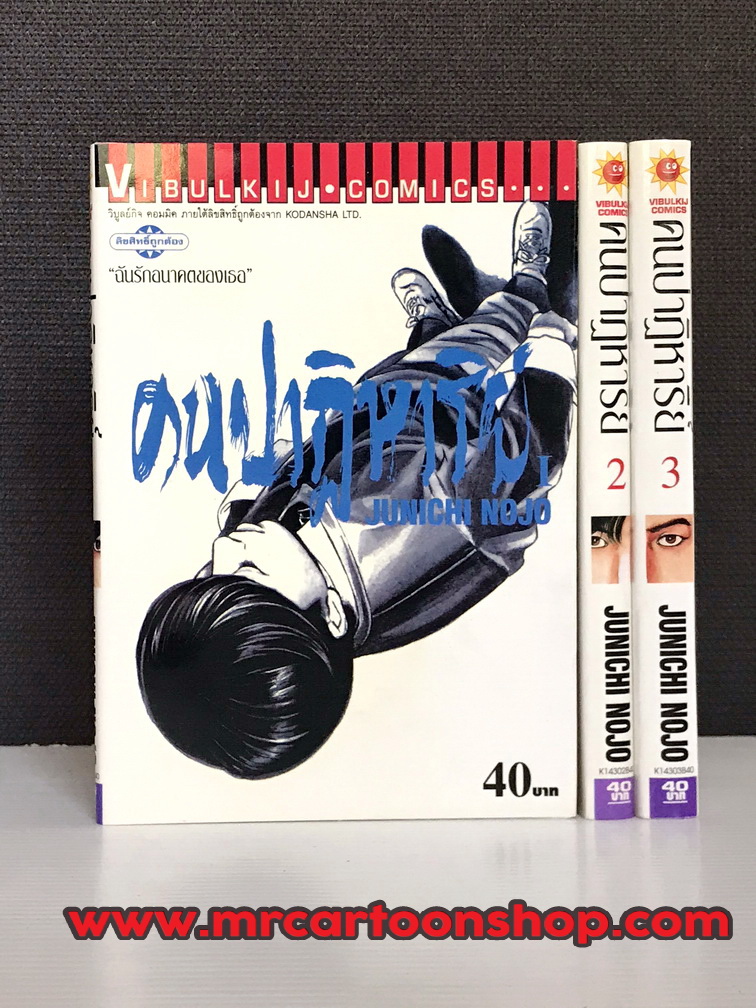 VIBULKIJ•COMICS•••
วิบูลย์กิจ คอมมิค ภายใต้ลิขสิทธิ์ถูกต้องจาก KODANSHA LTD.
ลิขสิทธิ์ถูกต้อง
"ฉันรักอนาคตของเธอ"
คนปาฏิหาริย์ I
JUNICHI NOJO
40 บาท
VIBULKIJ
COMICS
คนปาฏิหาริย์
2
JUNICHI NOJO
40
บาท
VIBULKIJ
COMICS
คนปาฏิหาริย์
3
JUNICHI NOJO
K14303840
40
บาท
www.mrcartoonshop.com